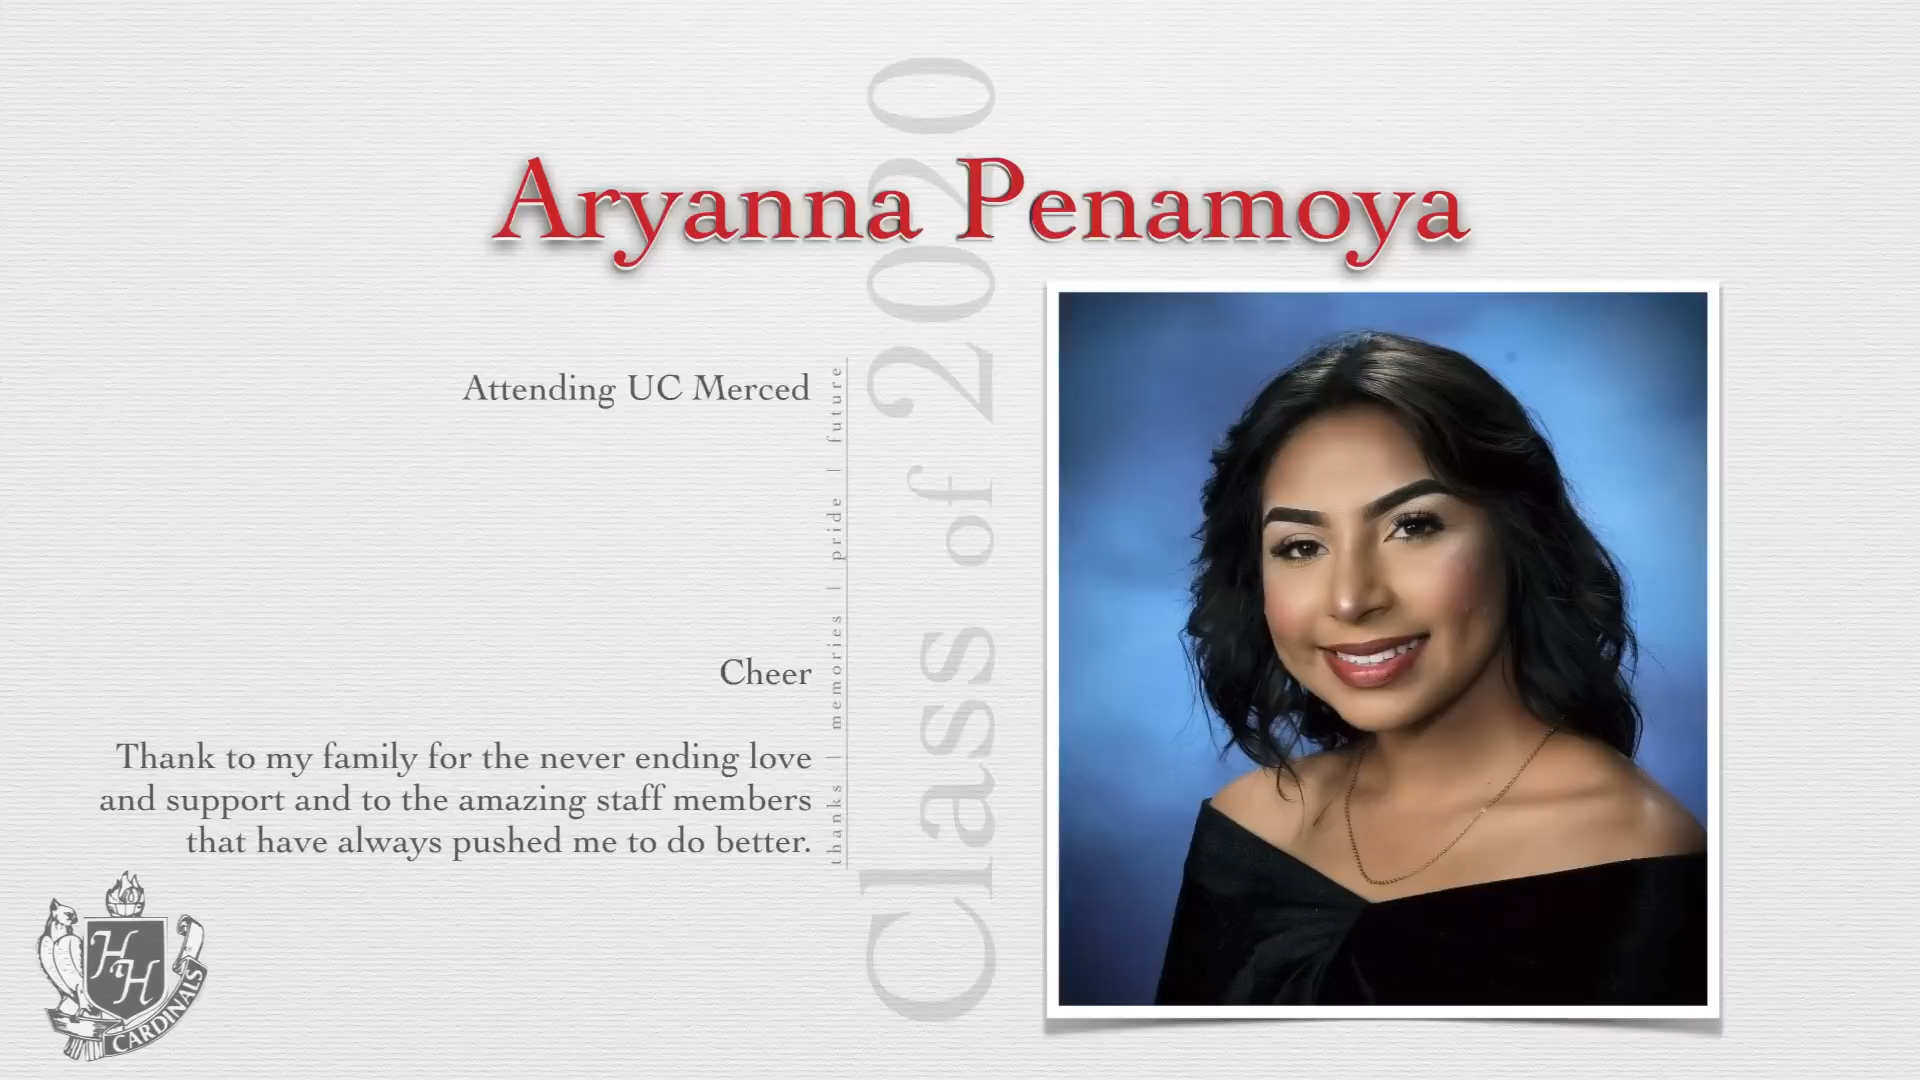 Aryanna Penamoya
Attending UC Merced
Cheer
Thank to my family for the never ending love
and support and to the amazing staff members
that have always pushed me to do better.
thanks | memories | pride | future
Class of 2020
HH
CARDINALS